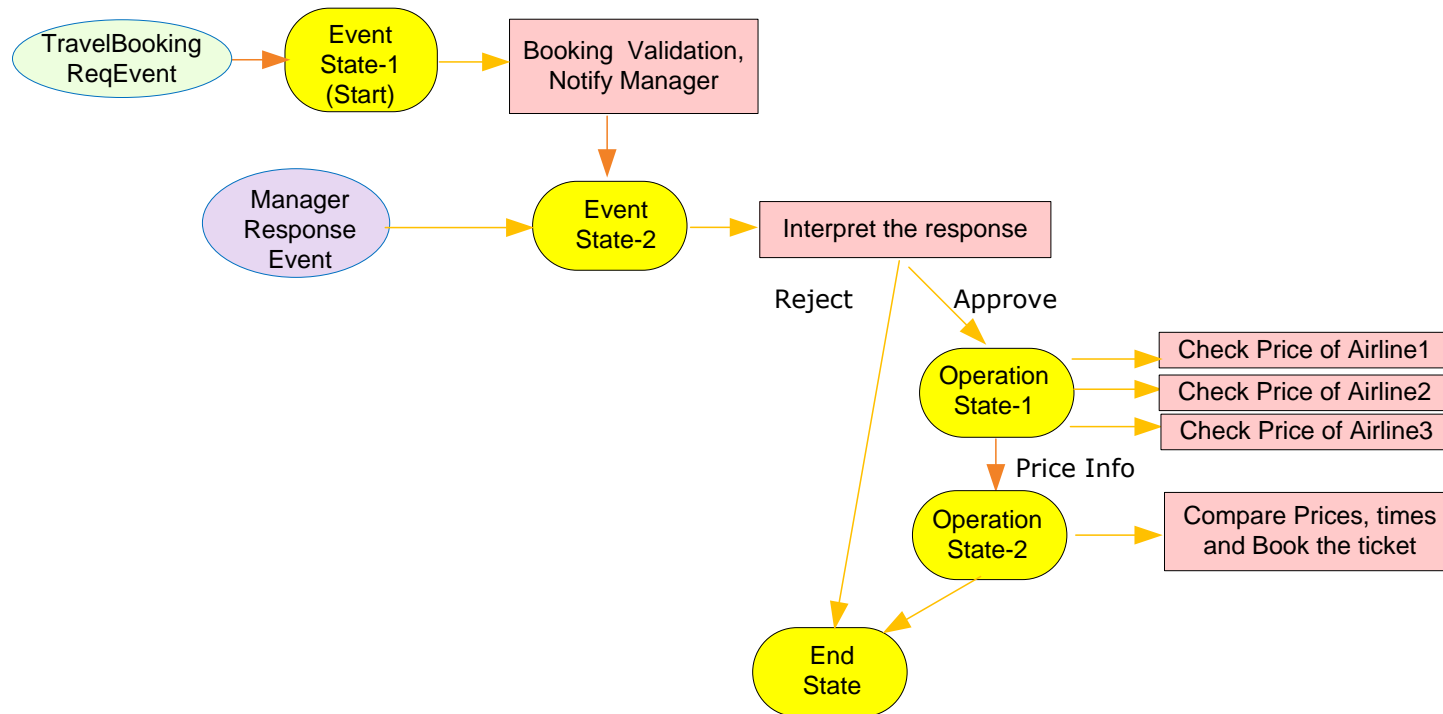 TravelBooking
ReqEvent
Event
State-1
(Start)
Booking  Validation,
Notify Manager
Manager
Response
Event
Event
State-2
Interpret the response
Reject
Approve
Operation
State-1
Check Price of Airline1
Check Price of Airline2
Check Price of Airline3
Price Info
Operation
State-2
Compare Prices, times
and Book the ticket
End
State